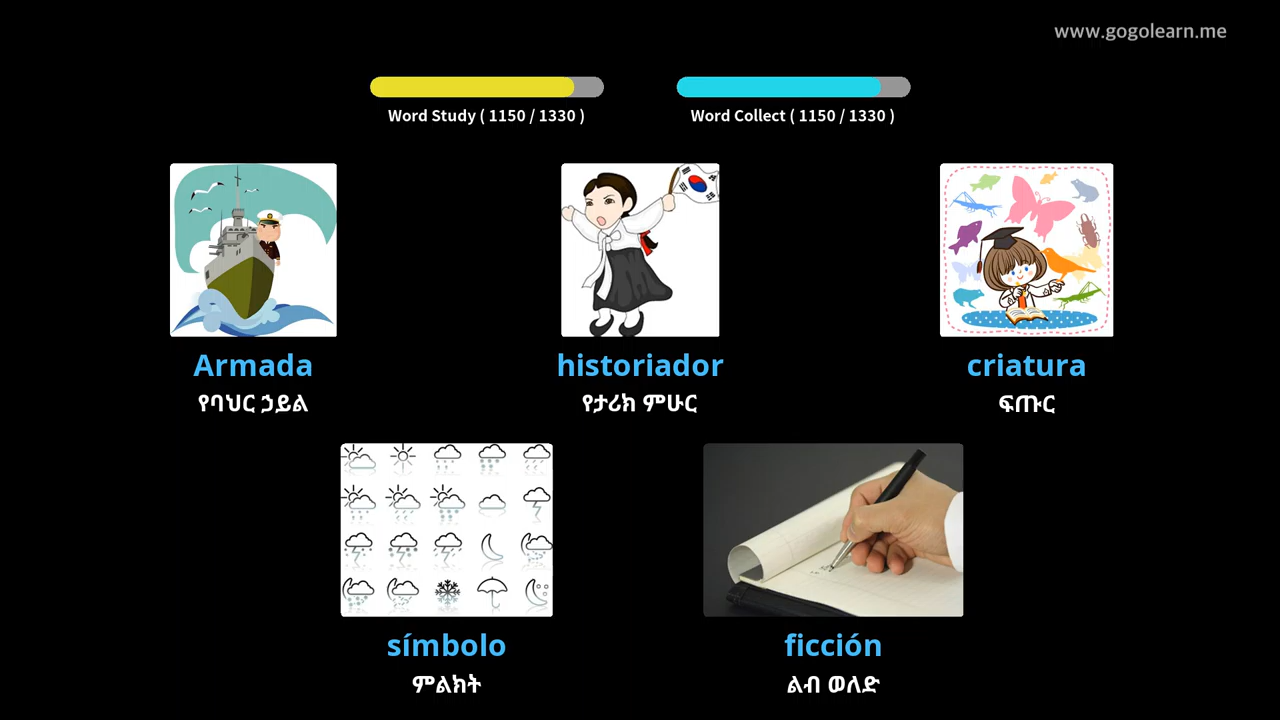 www.gogolearn.me
Word Study ( 1150 / 1330 )
Word Collect ( 1150 / 1330 )
Armada
historiador
criatura
የባህር ኃይል
የታሪክ ምሁር
ፍጡር
símbolo
ficción
ምልክት
ልብ ወለድ